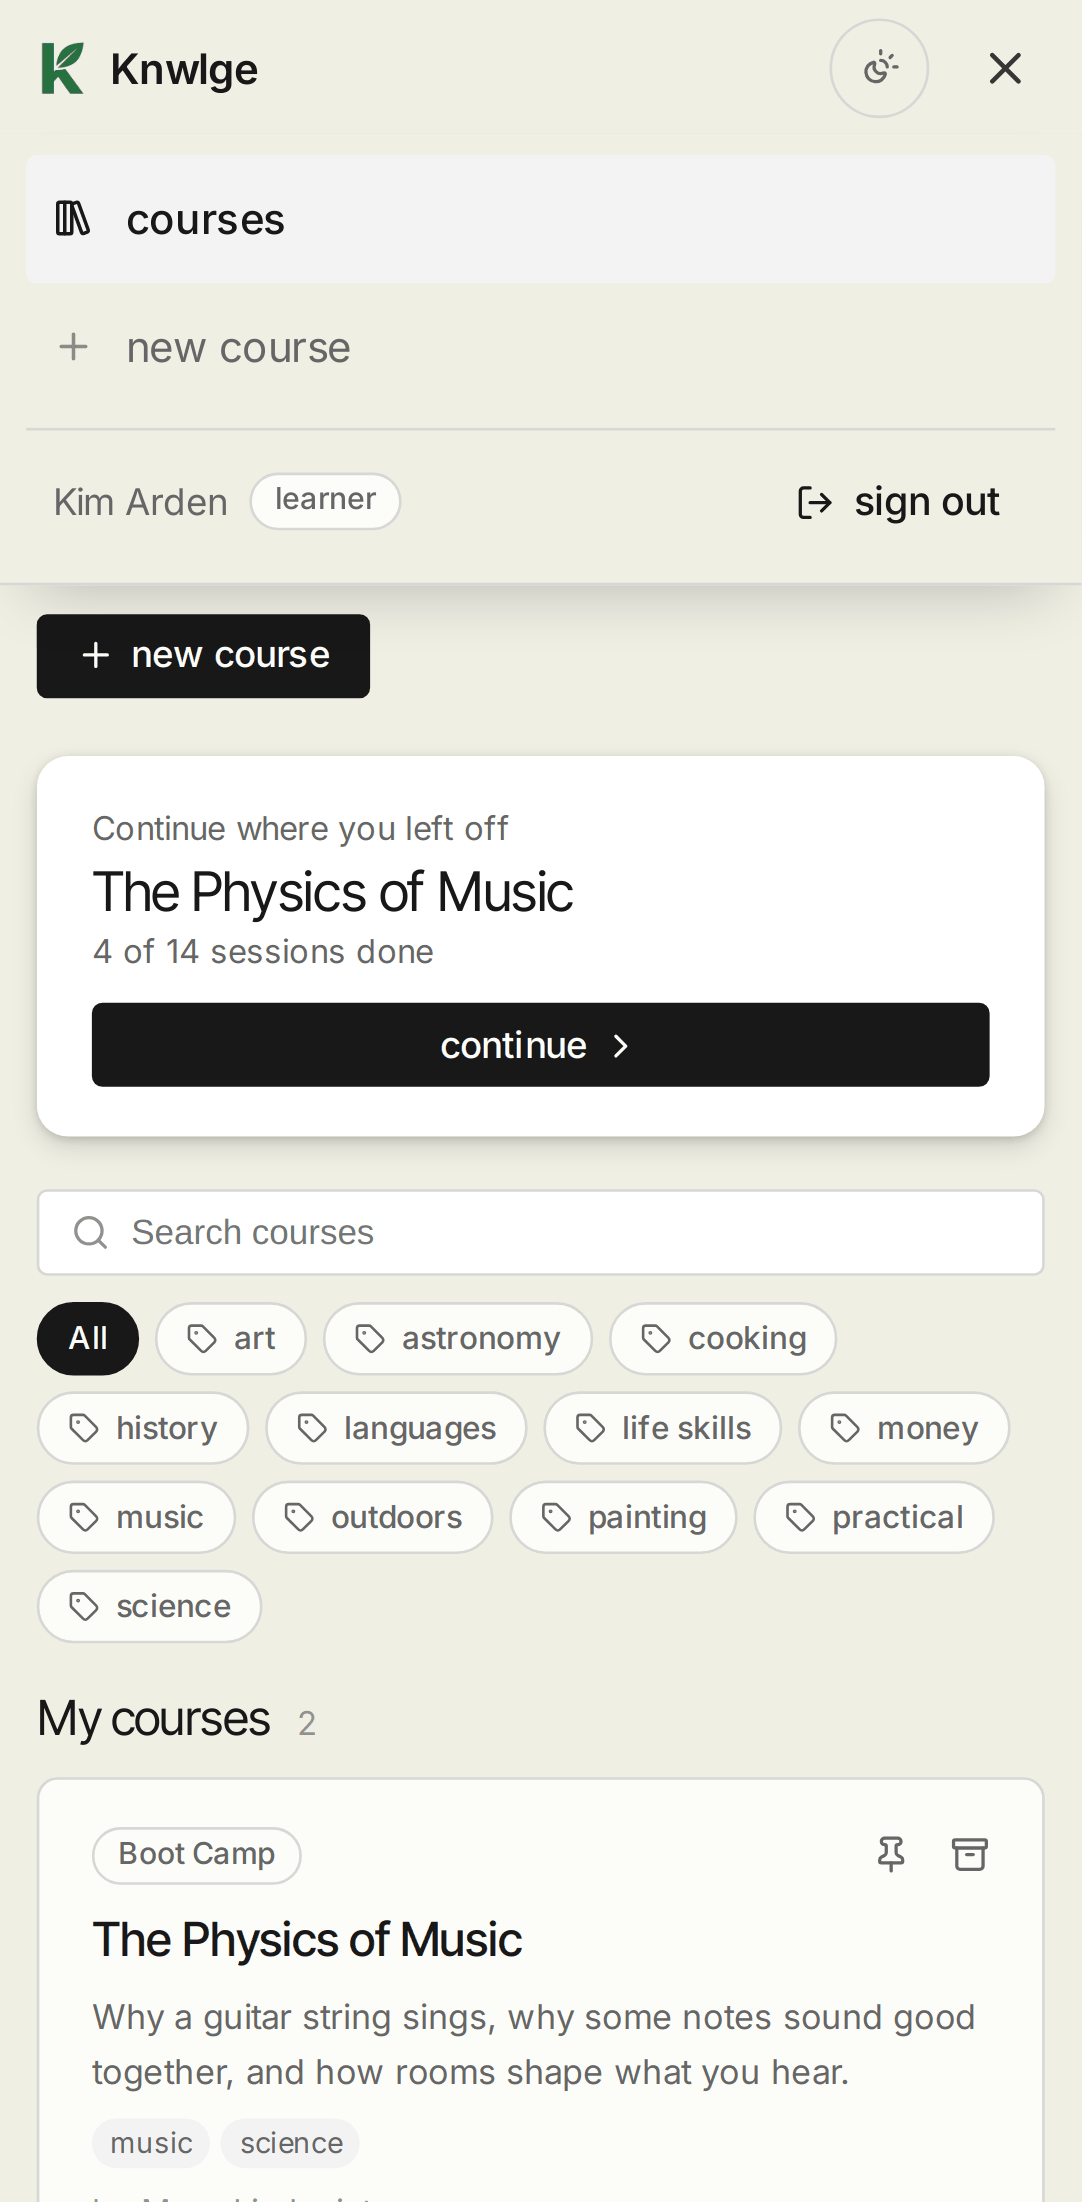 Knwlge
courses
new course
Kim Arden learner sign out
new course
Continue where you left off
The Physics of Music
4 of 14 sessions done
continue
Search courses
All art astronomy cooking
history languages life skills money
music outdoors painting practical
science
My courses 2
Boot Camp
The Physics of Music
Why a guitar string sings, why some notes sound good
together, and how rooms shape what you hear.
music science